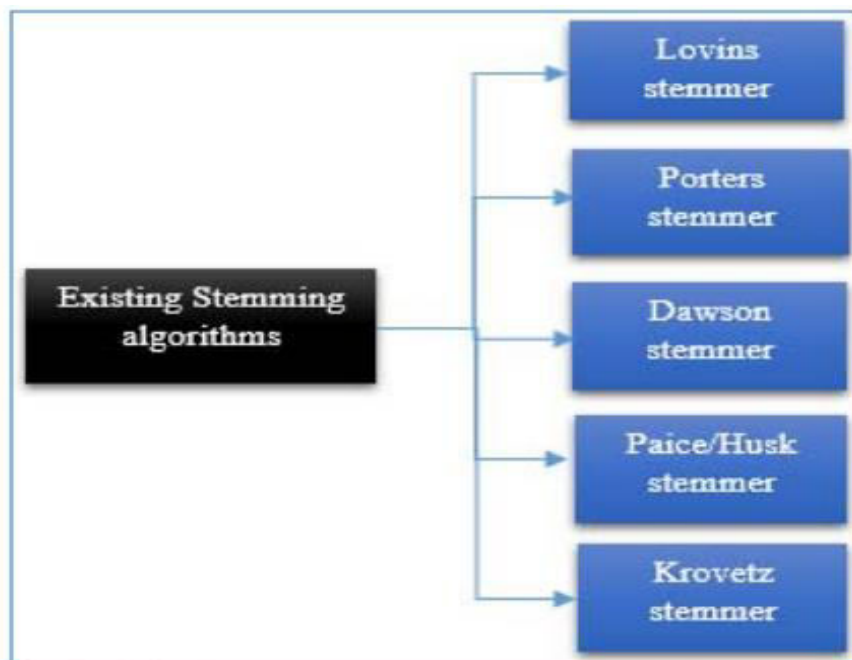 Lovins
stemmer
Porters
stemmer
Existing Stemming
algorithms
Dawson
stemmer
Paice/Husk
stemmer
Krovetz
stemmer